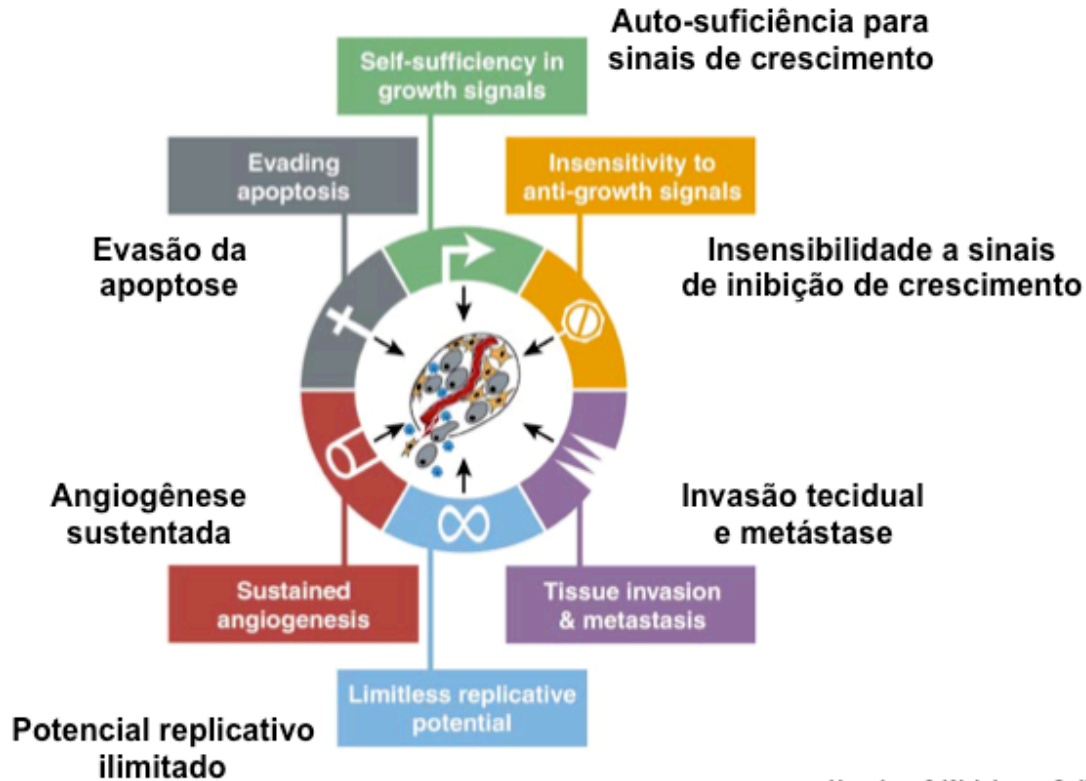 Auto-suficiência para
sinais de crescimento
Self-sufficiency in
growth signals
Evading
apoptosis
Insensitivity to
anti-growth signals
Evasão da
apoptose
Insensibilidade a sinais
de inibição de crescimento
Angiogênese
sustentada
Invasão tecidual
e metástase
Sustained
angiogenesis
Tissue invasion
& metastasis
Limitless replicative
potential
Potencial replicativo
ilimitado